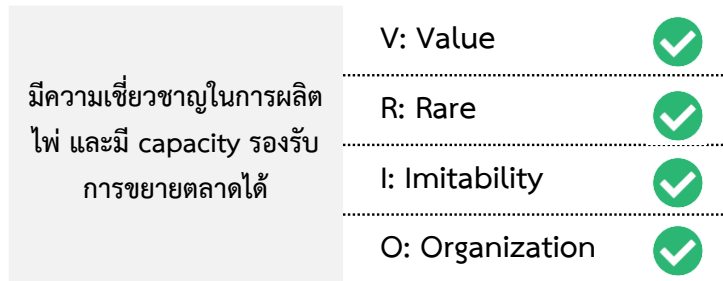 มีความเชี่ยวชาญในการผลิต
ไพ่ และมี capacity รองรับ
การขยายตลาดได้
V: Value
R: Rare
I: Imitability
O: Organization